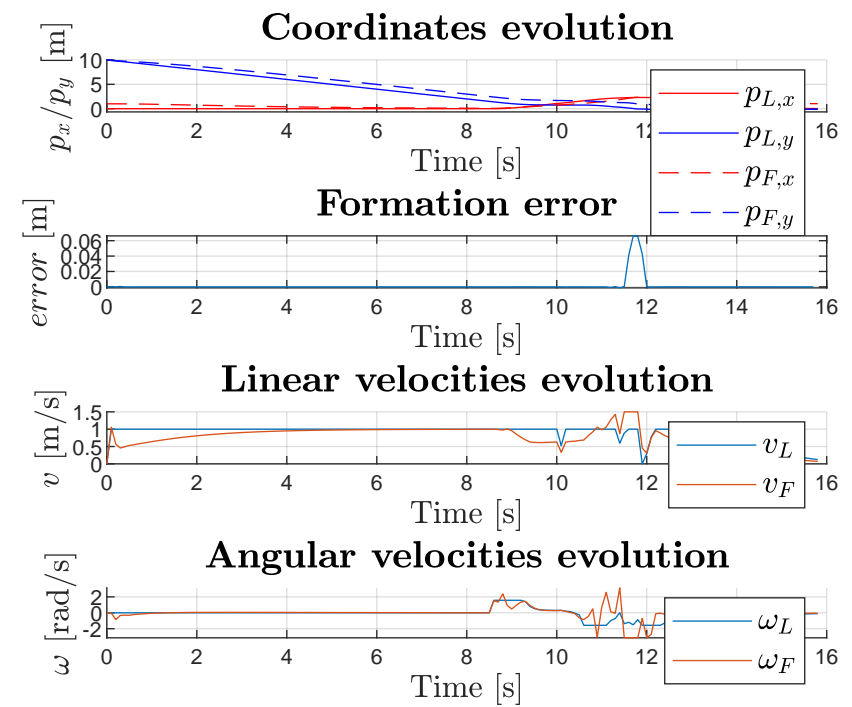 Coordinates evolution
p_x/p_y [m]
10
5
0
0 2 4 6 8 10 12 16
Time [s]
p_{L,x}
p_{L,y}
p_{F,x}
p_{F,y}
Formation error
error [m]
0.06
0.04
0.02
0
0 2 4 6 8 10 12 14 16
Time [s]
Linear velocities evolution
v [m/s]
1.5
1
0.5
0
0 2 4 6 8 10 12 16
Time [s]
v_L
v_F
Angular velocities evolution
ω [rad/s]
2
0
-2
0 2 4 6 8 10 12 16
Time [s]
ω_L
ω_F